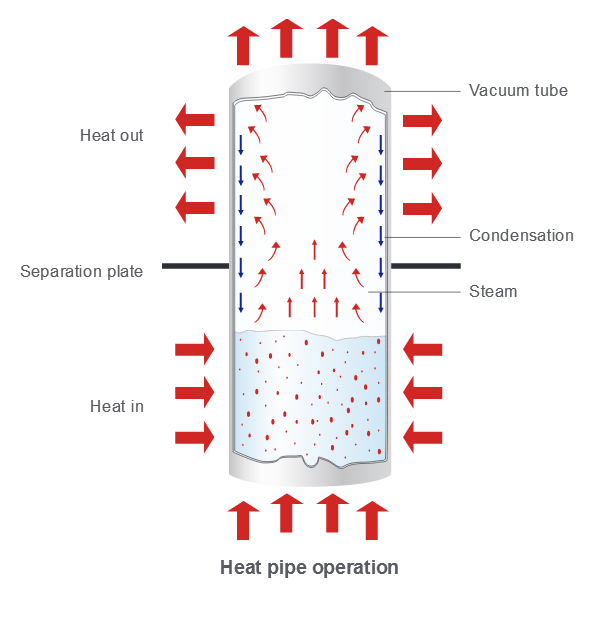 Vacuum tube
Heat out
Condensation
Separation plate
Steam
Heat in
Heat pipe operation